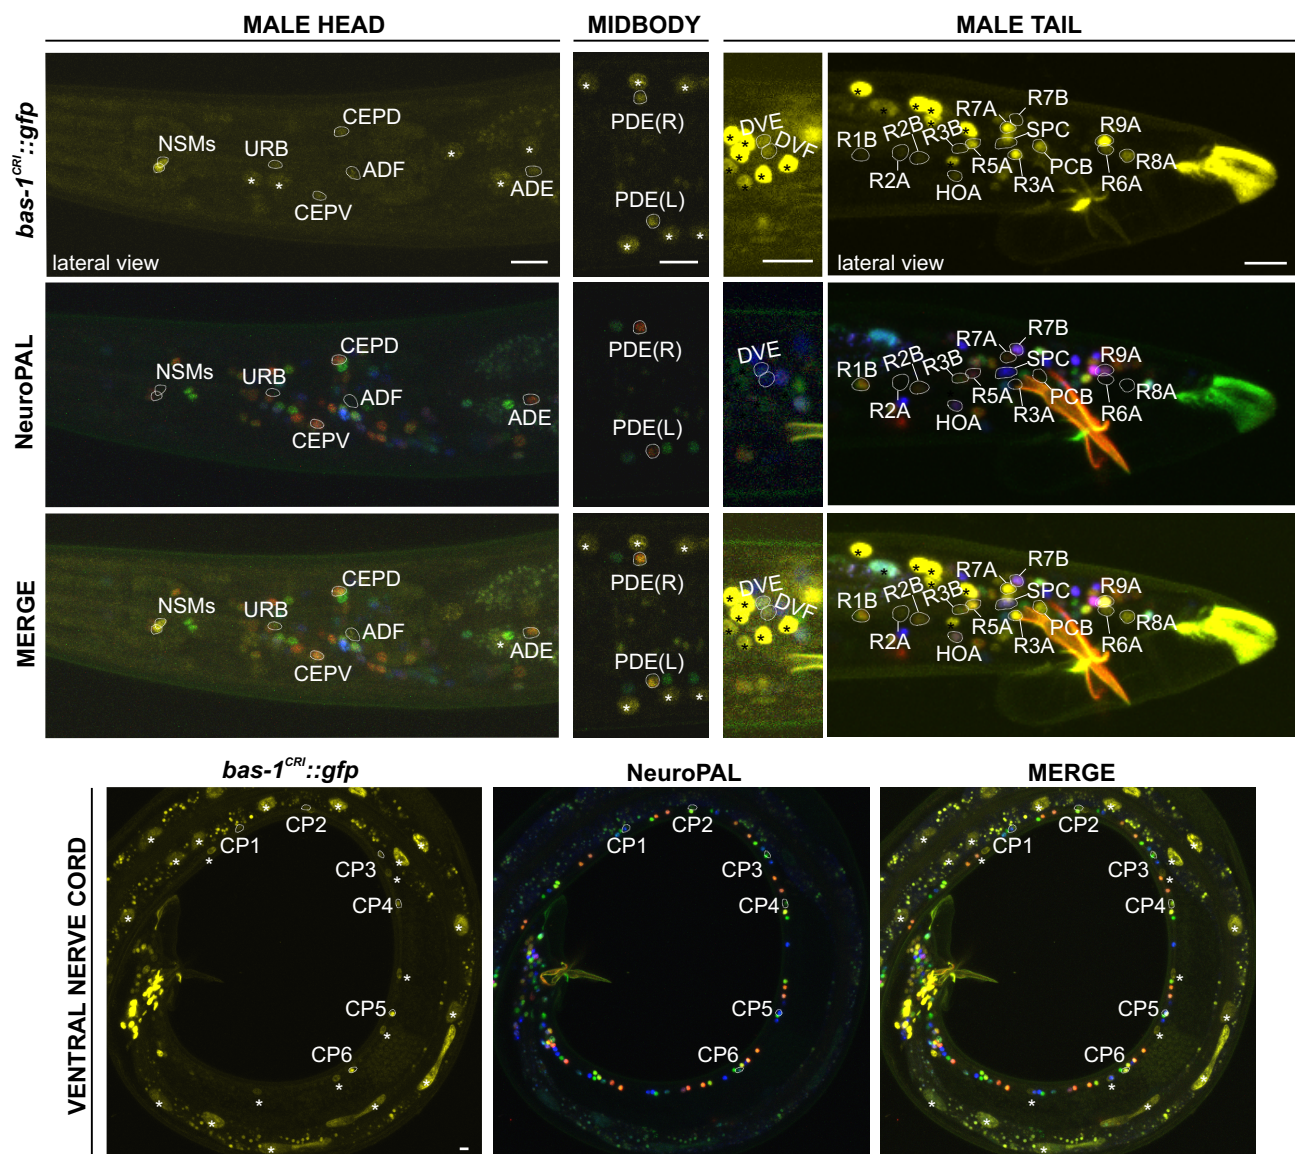 MALE HEAD
MIDBODY
MALE TAIL
bas-1CRI::gfp
NSMs
URB
CEPD
ADF
CEPV
ADE
* * * *
lateral view
PDE(R)
PDE(L)
* * * * * *
DVE
DVF
R1B
R2B
R3B
R7A
R7B
SPC
R9A
R2A
HOA
R5A
R3A
PCB
R6A
R8A
lateral view
NeuroPAL
NSMs
URB
CEPD
ADF
CEPV
ADE
PDE(R)
PDE(L)
DVE
R1B
R2B
R3B
R7A
R7B
SPC
R9A
R2A
HOA
R5A
R3A
PCB
R6A
R8A
MERGE
NSMs
URB
CEPD
ADF
CEPV
ADE
PDE(R)
PDE(L)
DVE
DVF
R1B
R2B
R3B
R7A
R7B
SPC
R9A
R2A
HOA
R5A
R3A
PCB
R6A
R8A
VENTRAL NERVE CORD
bas-1CRI::gfp
NeuroPAL
MERGE
CP1
CP2
CP3
CP4
CP5
CP6
CP1
CP2
CP3
CP4
CP5
CP6
CP1
CP2
CP3
CP4
CP5
CP6